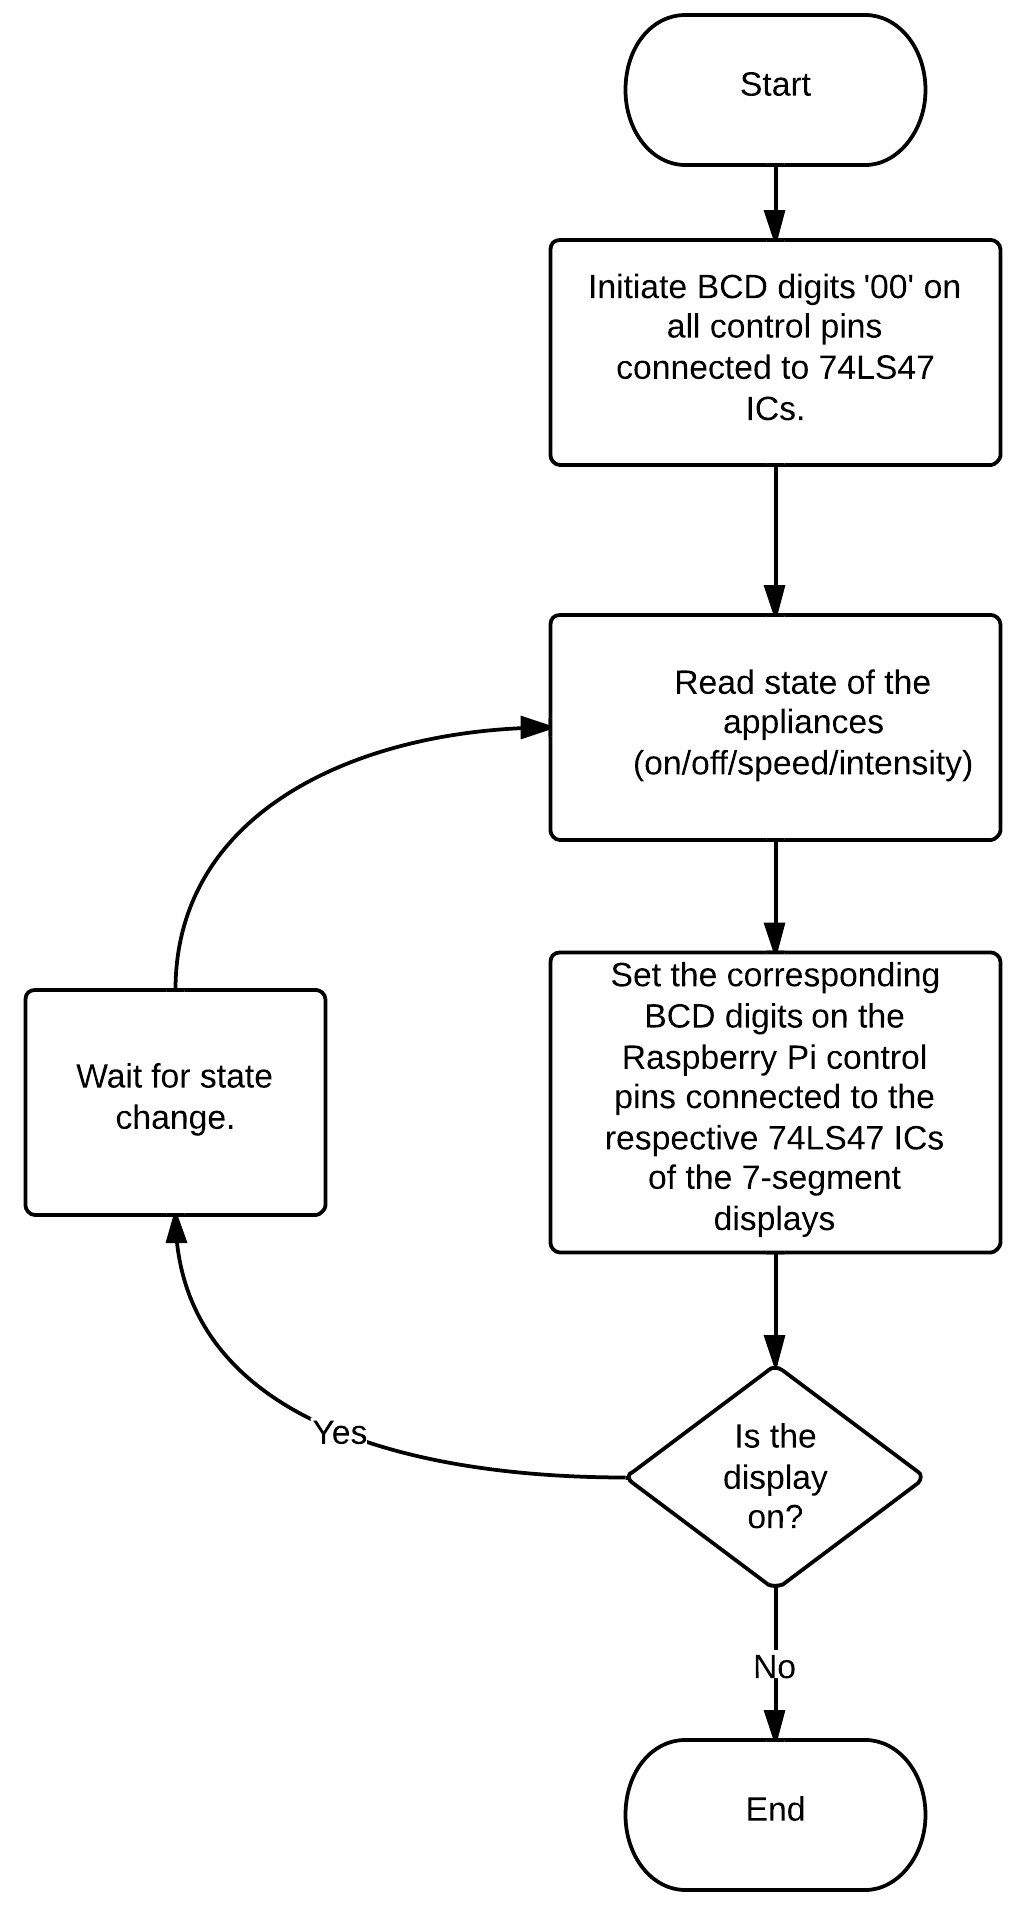 Start
Initiate BCD digits '00' on
all control pins
connected to 74LS47
ICs.
Read state of the
appliances
(on/off/speed/intensity)
Set the corresponding
BCD digits on the
Raspberry Pi control
pins connected to the
respective 74LS47 ICs
of the 7-segment
displays
Wait for state
change.
Is the
display
on?
Yes
No
End